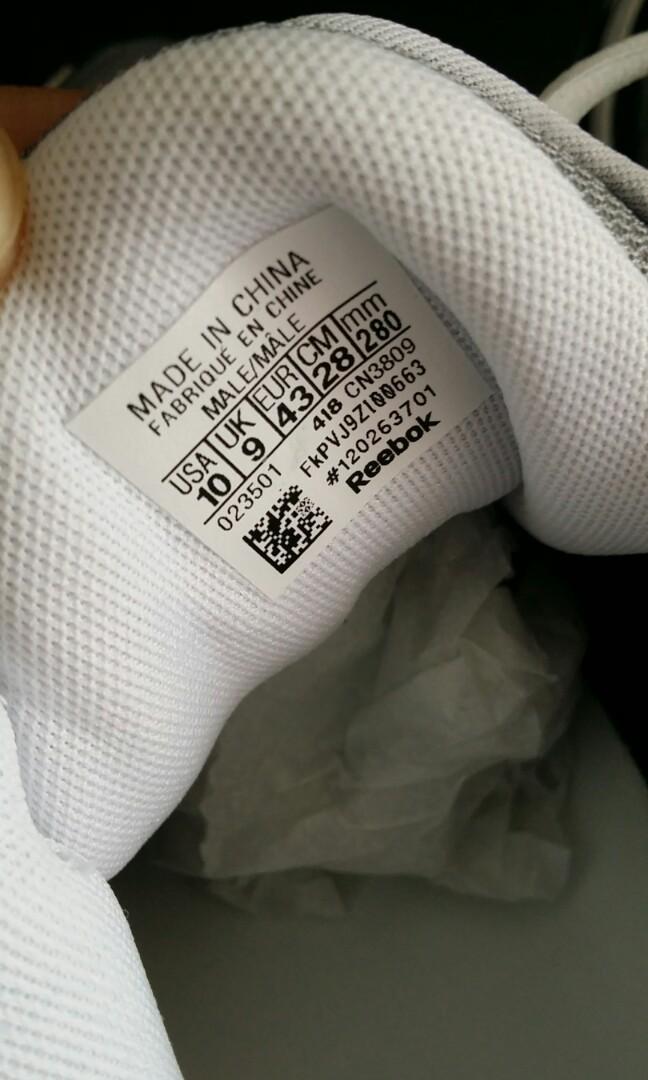 MADE IN CHINA
FABRIQUÉ EN CHINE
MALE/MÂLE
USA UK EUR CM mm
10 9 43 28 280
023501 418 CN3809
FKPVJ9Z100663
#120263701
Reebok